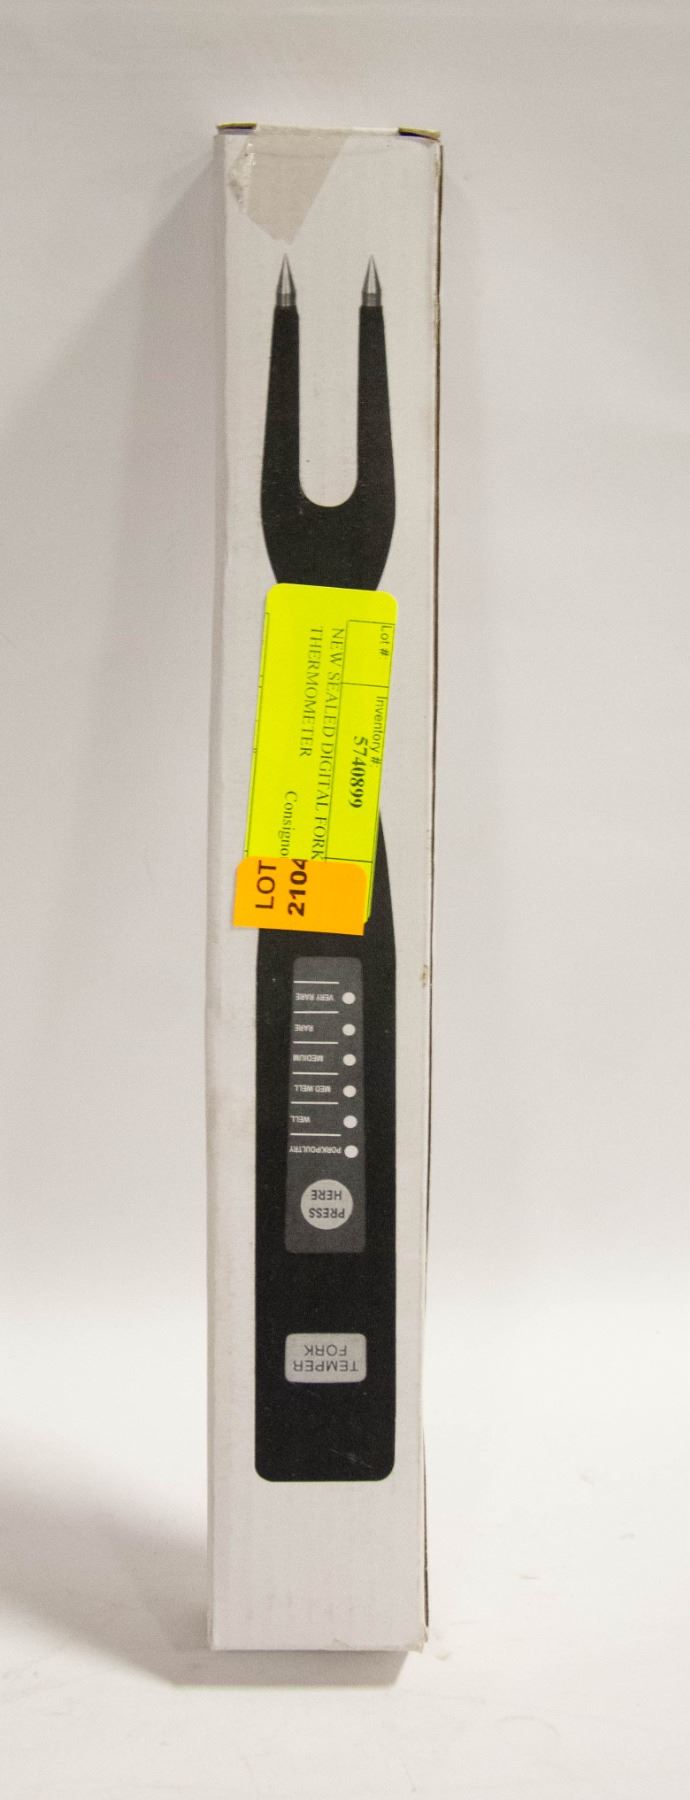 Lot #:
Inventory #:
5740899
NEW SEALED DIGITAL FORK
THERMOMETER
LOT
2104
VERY RARE
RARE
MEDIUM
MED.WELL
WELL
PORK/POULTRY
PRESS
HERE
TEMPER
FORK